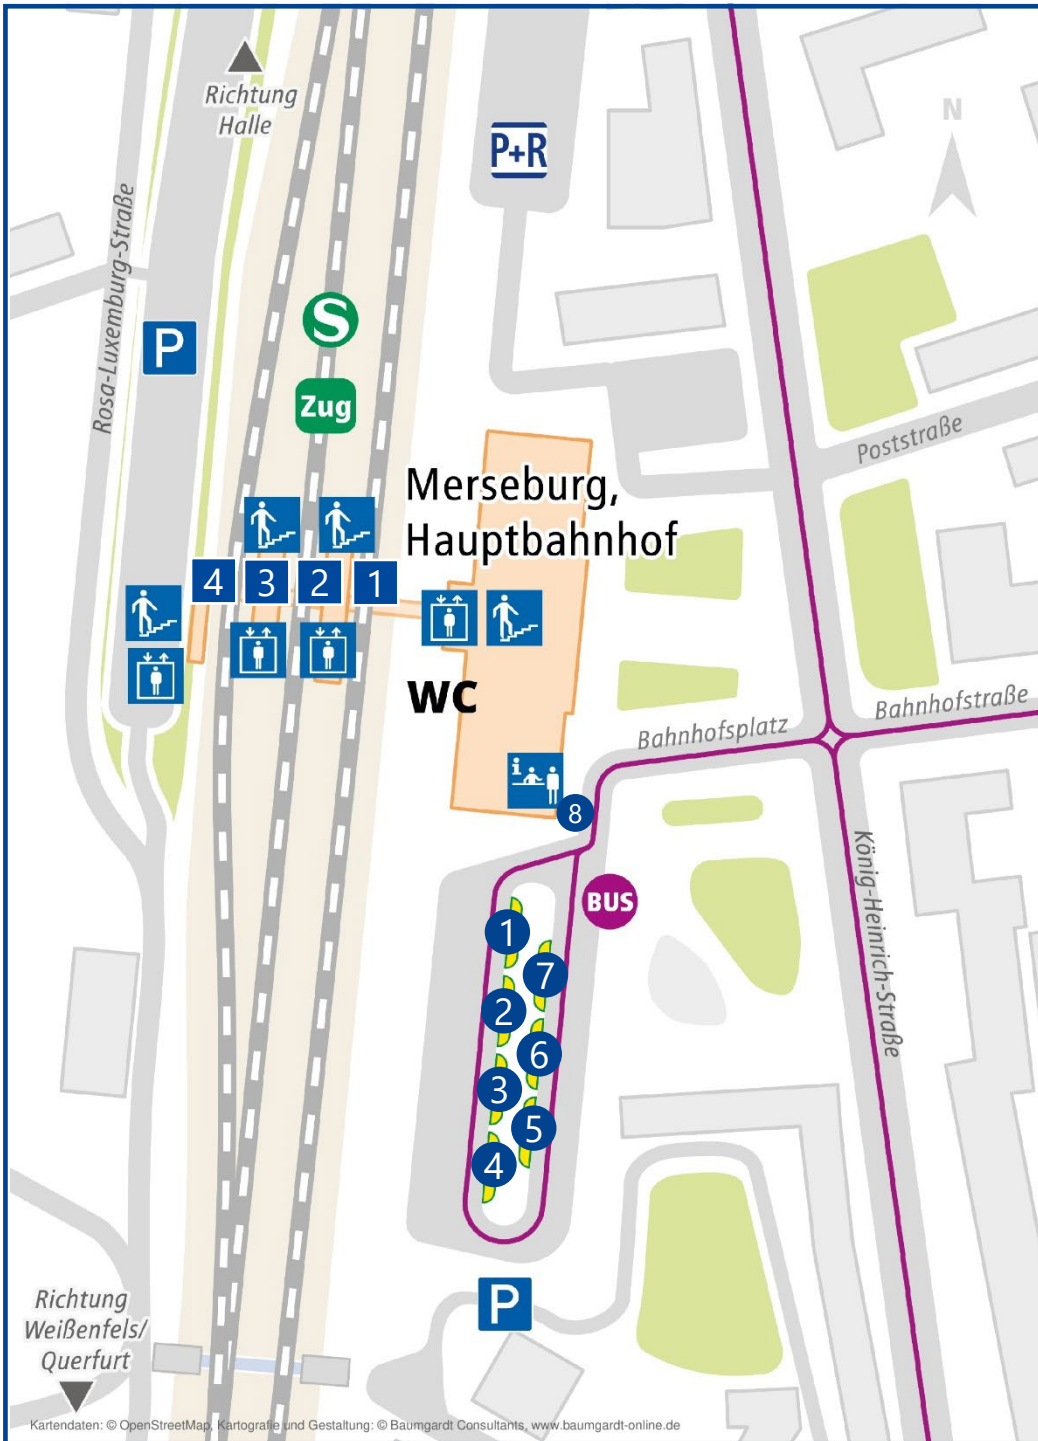 Richtung
Halle
N
P+R
Rosa-Luxemburg-Straße
S
P
Zug
Poststraße
Merseburg,
Hauptbahnhof
4 3 2 1
WC
Bahnhofstraße
Bahnhofsplatz
i
8
König-Heinrich-Straße
BUS
1
7
2
6
3
5
4
P
Richtung
Weißenfels/
Querfurt
Kartendaten: © OpenStreetMap, Kartografie und Gestaltung: © Baumgardt Consultants, www.baumgardt-online.de